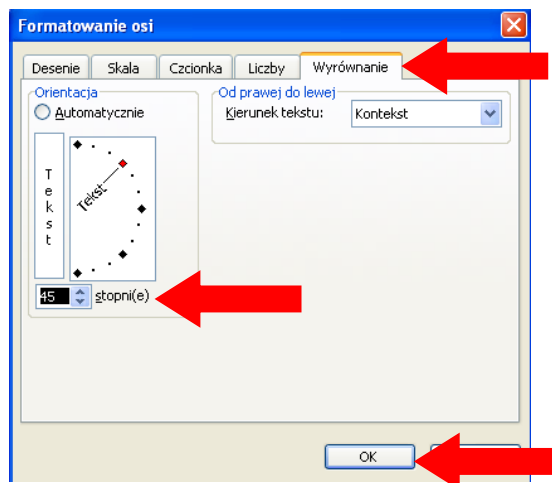 Formatowanie osi
Desenie Skala Czcionka Liczby Wyrównanie
Orientacja
Automatycznie
Tekst
Tekst
45 stopni(e)
Od prawej do lewej
Kierunek tekstu: Kontekst
OK